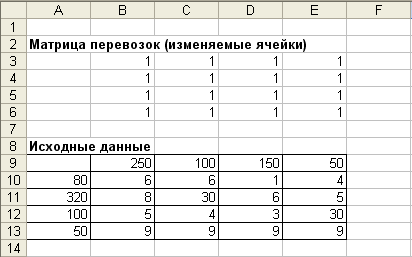 A B C D E F
1
2 Матрица перевозок (изменяемые ячейки)
3 1 1 1 1
4 1 1 1 1
5 1 1 1 1
6 1 1 1 1
7
8 Исходные данные
9 250 100 150 50
10 80 6 6 1 4
11 320 8 30 6 5
12 100 5 4 3 30
13 50 9 9 9 9
14